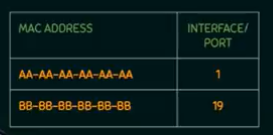 MAC ADDRESS INTERFACE/
PORT
AA-AA-AA-AA-AA-AA 1
BB-BB-BB-BB-BB-BB 19